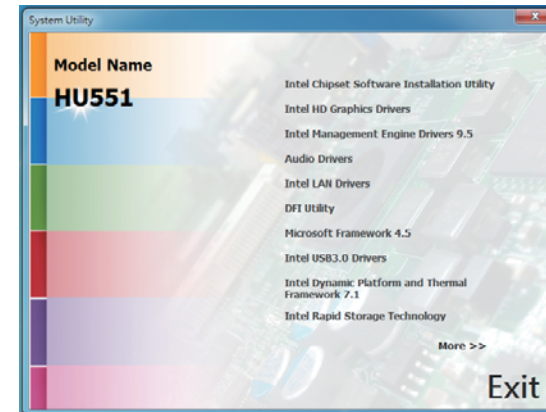 System Utility
Model Name
HU551
Intel Chipset Software Installation Utility
Intel HD Graphics Drivers
Intel Management Engine Drivers 9.5
Audio Drivers
Intel LAN Drivers
DFI Utility
Microsoft Framework 4.5
Intel USB3.0 Drivers
Intel Dynamic Platform and Thermal
Framework 7.1
Intel Rapid Storage Technology
More >>
Exit